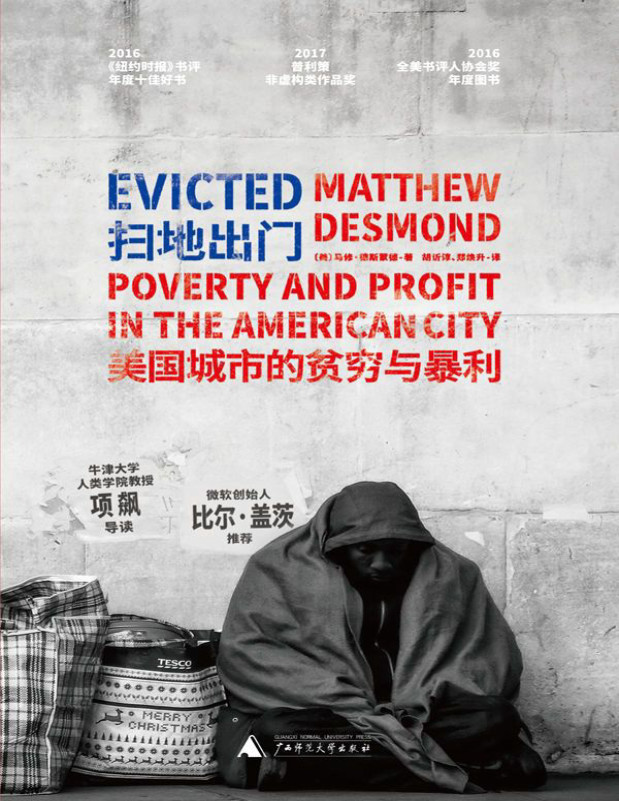 2016
《纽约时报》书评
年度十佳好书
2017
普利策
非虚构类作品奖
2016
全美书评人协会奖
年度图书
EVICTED
扫地出门
MATTHEW
DESMOND
(美)马修·德斯蒙德-著 胡䜣谆,郑焕升-译
POVERTY AND PROFIT
IN THE AMERICAN CITY
美国城市的贫穷与暴利
牛津大学
人类学院教授
项飙
导读
微软创始人
比尔·盖茨
推荐
TESCO
MERRY
CHRISTMAS
GUANGXI NORMAL UNIVERSITY PRESS
广西师范大学出版社